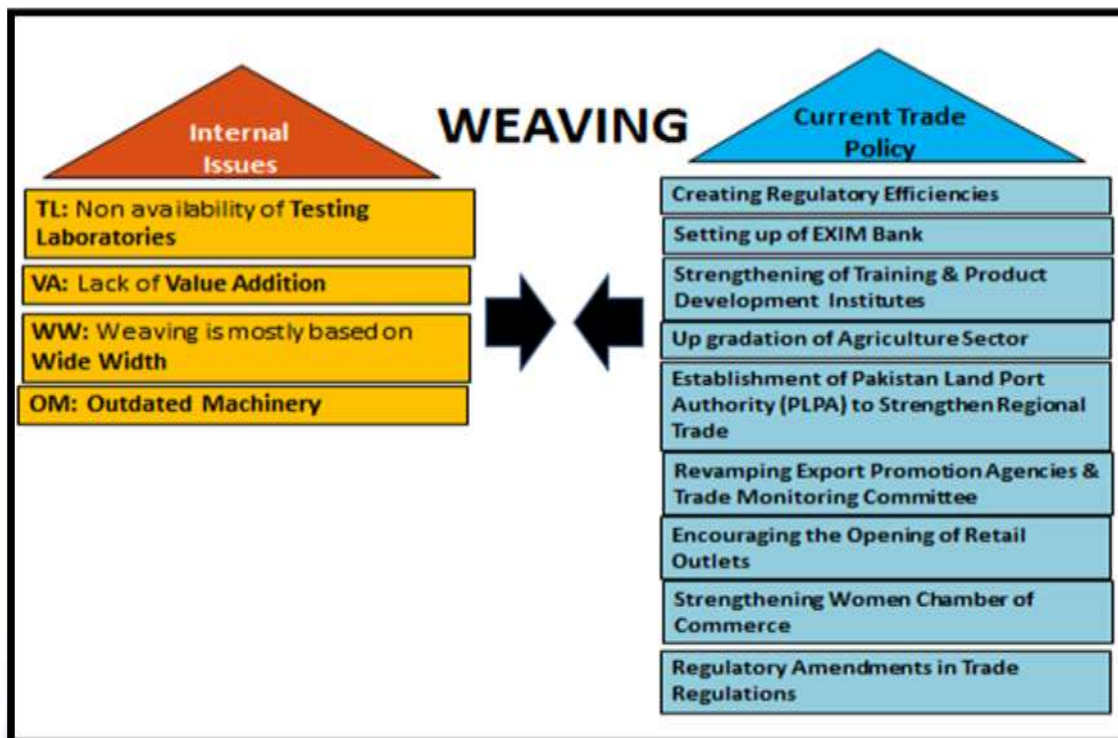 WEAVING
Internal
Issues
TL: Non availability of Testing
Laboratories
VA: Lack of Value Addition
WW: Weaving is mostly based on
Wide Width
OM: Outdated Machinery
Current Trade
Policy
Creating Regulatory Efficiencies
Setting up of EXIM Bank
Strengthening of Training & Product
Development Institutes
Up gradation of Agriculture Sector
Establishment of Pakistan Land Port
Authority (PLPA) to Strengthen Regional
Trade
Revamping Export Promotion Agencies &
Trade Monitoring Committee
Encouraging the Opening of Retail
Outlets
Strengthening Women Chamber of
Commerce
Regulatory Amendments in Trade
Regulations